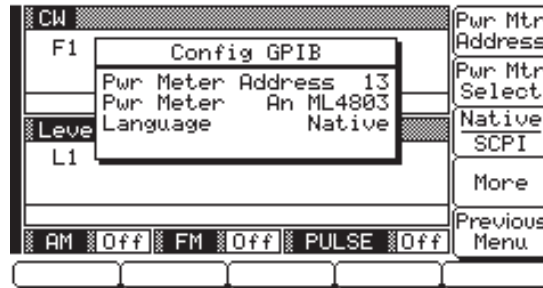 CW
F1
Config GPIB
Pwr Meter Address 13
Pwr Meter An ML4803
Language Native
Leve
L1
AM Off FM Off PULSE Off
Pwr Mtr
Address
Pwr Mtr
Select
Native
SCPI
More
Previous
Menu